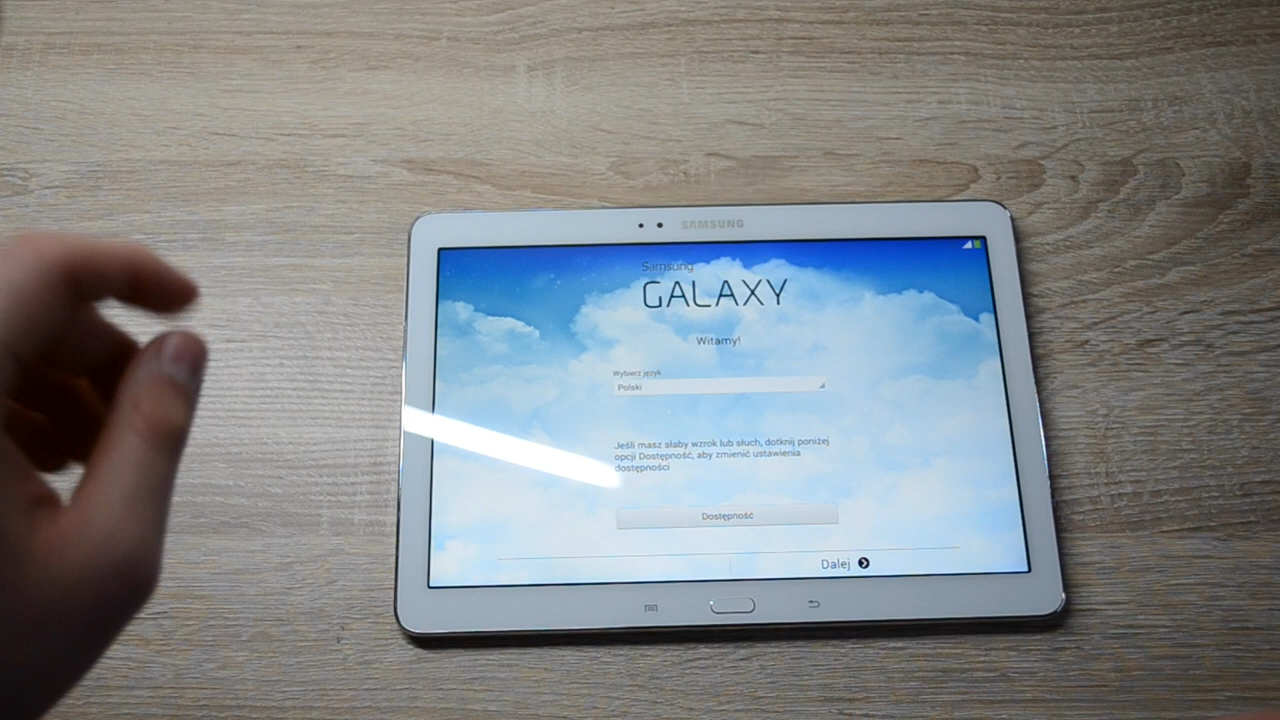 SAMSUNG
Samsung
GALAXY
Witamy!
Wybierz język
Polski
Jeśli masz słaby wzrok lub słuch, dotknij poniżej
opcji Dostępność, aby zmienić ustawienia
dostępności
Dostępność
Dalej